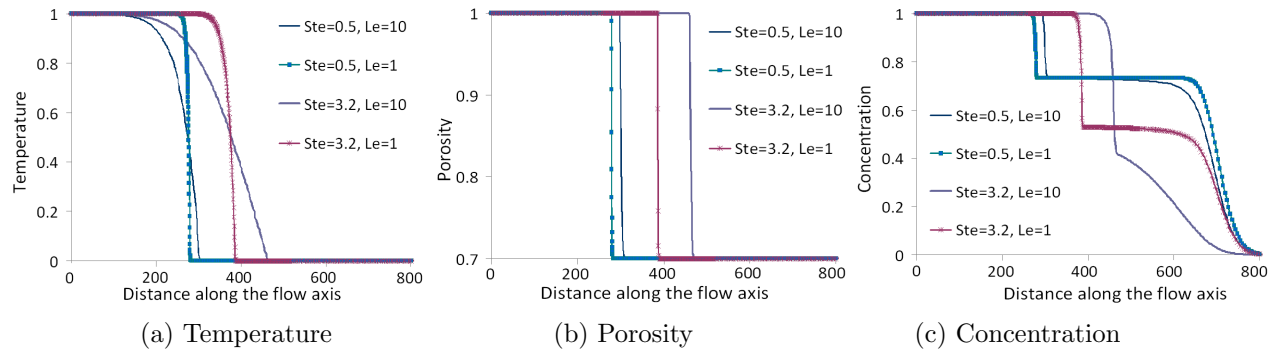 Temperature
1
0.8
0.6
0.4
0.2
0
0 200 400 600 800
Distance along the flow axis
Ste=0.5, Le=10
Ste=0.5, Le=1
Ste=3.2, Le=10
Ste=3.2, Le=1
(a) Temperature
Porosity
1
0.9
0.8
0.7
0 200 400 600 800
Distance along the flow axis
Ste=0.5, Le=10
Ste=0.5, Le=1
Ste=3.2, Le=10
Ste=3.2, Le=1
(b) Porosity
Concentration
1
0.8
0.6
0.4
0.2
0
0 200 400 600 800
Distance along the flow axis
Ste=0.5, Le=10
Ste=0.5, Le=1
Ste=3.2, Le=10
Ste=3.2, Le=1
(c) Concentration